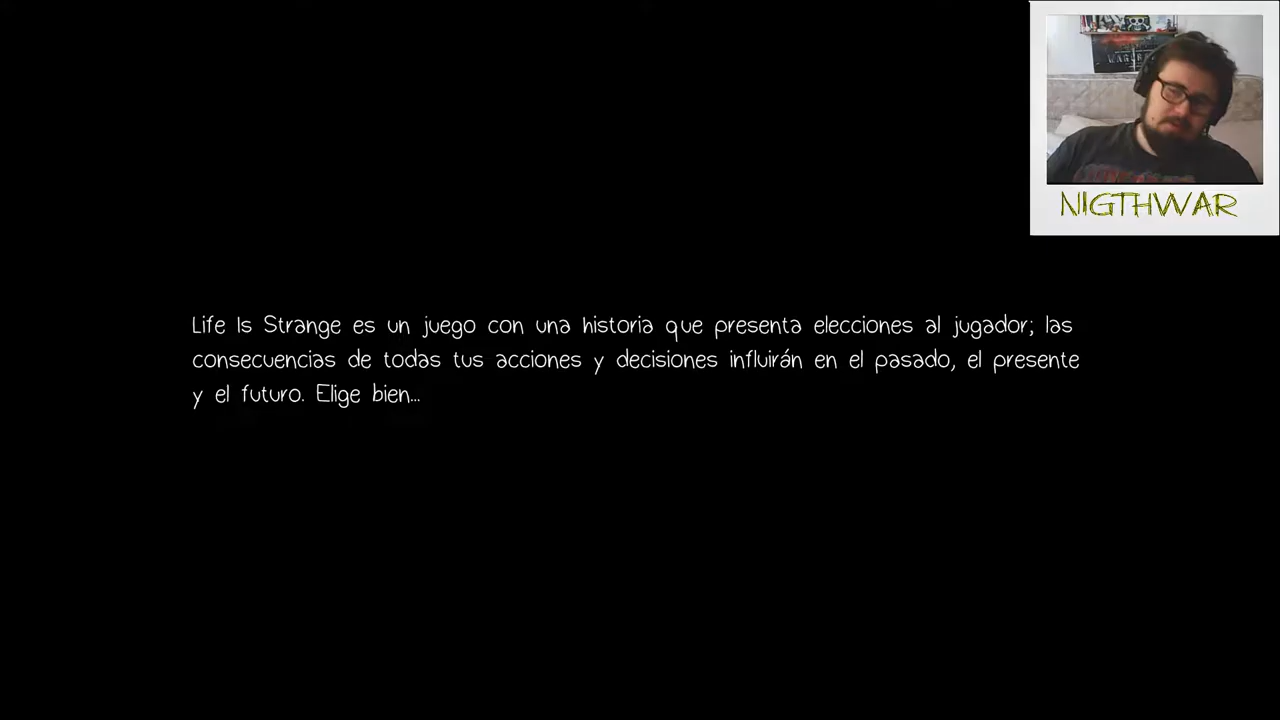 NIGTHWAR
Life Is Strange es un juego con una historia que presenta elecciones al jugador; las
consecuencias de todas tus acciones y decisiones influirán en el pasado, el presente
y el futuro. Elige bien...